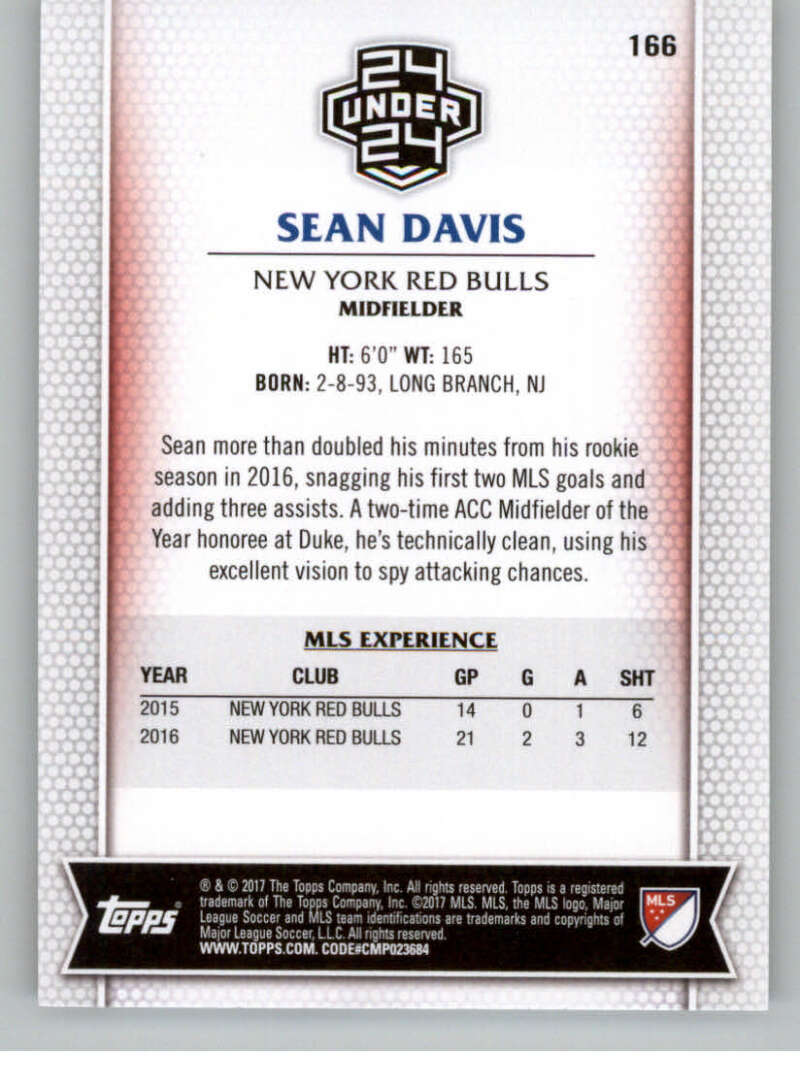 166
24
UNDER
24
SEAN DAVIS
NEW YORK RED BULLS
MIDFIELDER
HT: 6'0" WT: 165
BORN: 2-8-93, LONG BRANCH, NJ
Sean more than doubled his minutes from his rookie
season in 2016, snagging his first two MLS goals and
adding three assists. A two-time ACC Midfielder of the
Year honoree at Duke, he's technically clean, using his
excellent vision to spy attacking chances.
MLS EXPERIENCE
YEAR CLUB GP G A SHT
2015 NEW YORK RED BULLS 14 0 1 6
2016 NEW YORK RED BULLS 21 2 3 12
® & © 2017 The Topps Company, Inc. All rights reserved. Topps is a registered
trademark of The Topps Company, Inc. ©2017 MLS. MLS, the MLS logo, Major
League Soccer and MLS team identifications are trademarks and copyrights of
Major League Soccer, L.L.C. All rights reserved.
WWW.TOPPS.COM. CODE#CMP023684
topps®
MLS